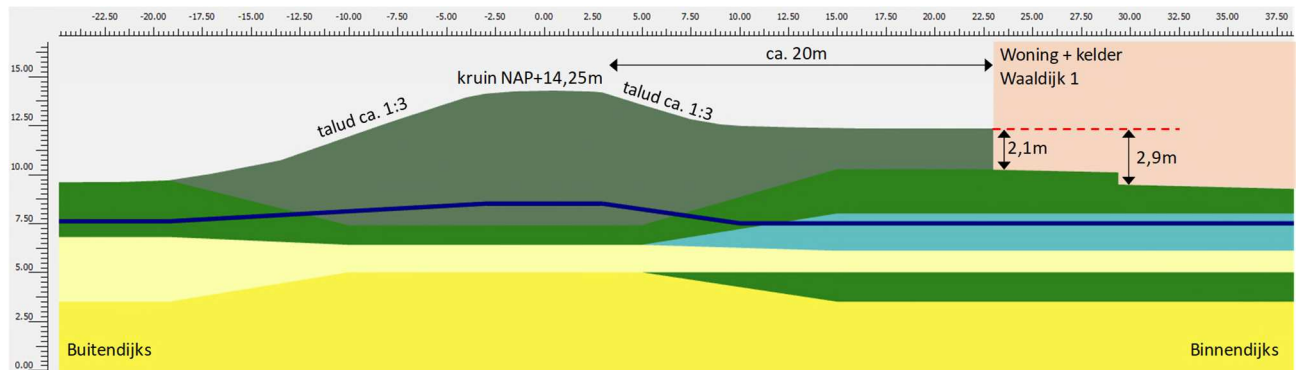 -22.50 -20.00 -17.50 -15.00 -12.50 -10.00 -7.50 -5.00 -2.50 0.00 2.50 5.00 7.50 10.00 12.50 15.00 17.50 20.00 22.50 25.00 27.50 30.00 32.50 35.00 37.50
ca. 20m
Woning + kelder
Waaldijk 1
kruin NAP+14,25m
talud ca. 1:3
talud ca. 1:3
2,1m
2,9m
15.00
12.50
10.00
7.50
5.00
2.50
0.00
Buitendijks
Binnendijks